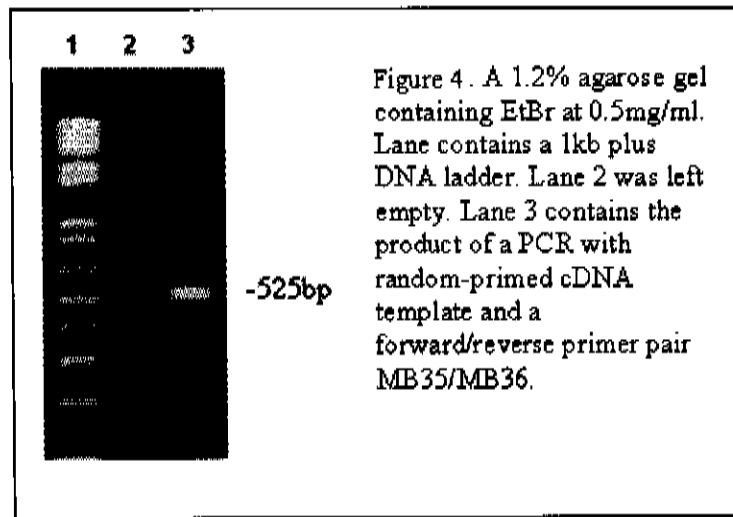 1 2 3
-525bp
Figure 4. A 1.2% agarose gel
containing EtBr at 0.5mg/ml.
Lane contains a 1kb plus
DNA ladder. Lane 2 was left
empty. Lane 3 contains the
product of a PCR with
random-primed cDNA
template and a
forward/reverse primer pair
MB35/MB36.